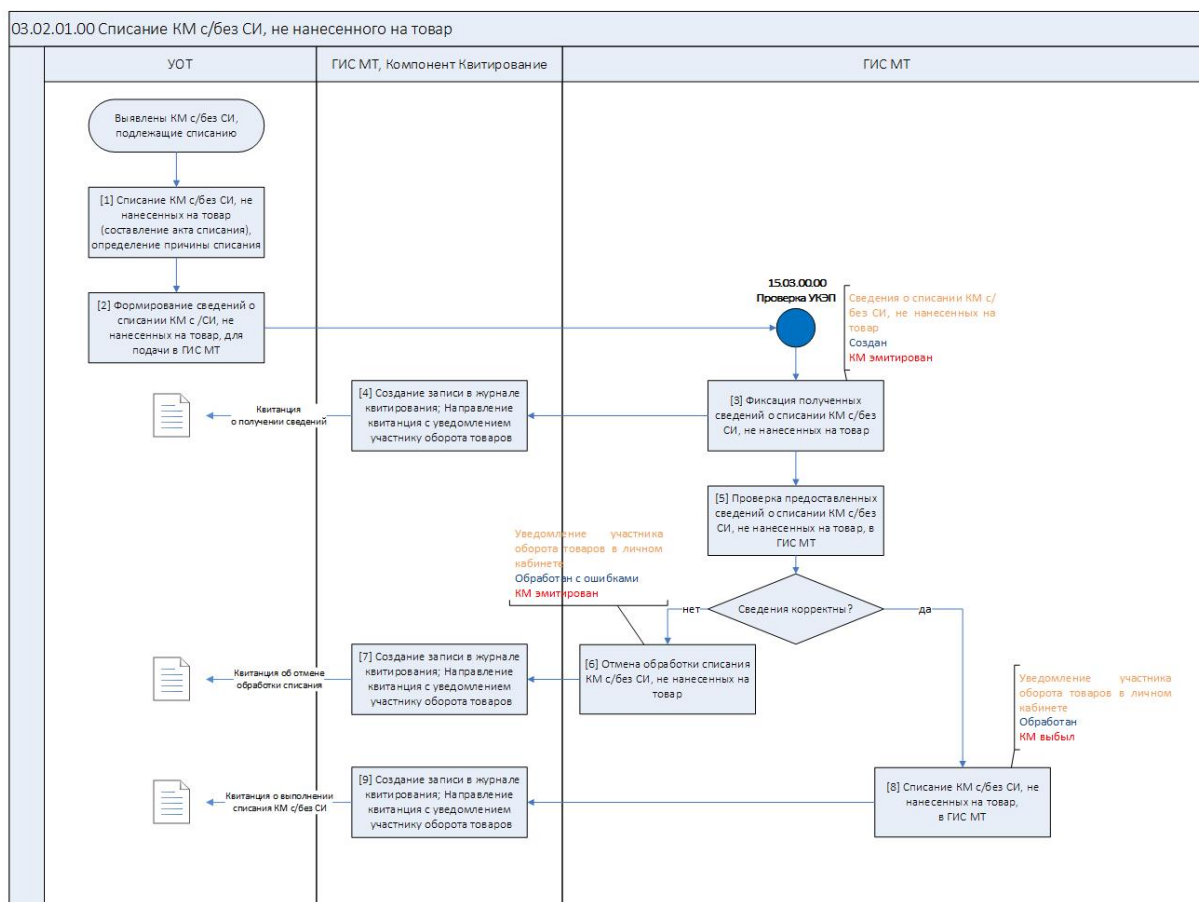 03.02.01.00 Списание КМ с/без СИ, не нанесенного на товар
УОТ
ГИС МТ, Компонент Квитирование
ГИС МТ
Выявлены КМ с/без СИ,
подлежащие списанию
[1] Списание КМ с/без СИ, не
нанесенных на товар
(составление акта списания),
определение причины списания
[2] Формирование сведений о
списании КМ с /СИ, не
нанесенных на товар, для
подачи в ГИС МТ
15.03.00.00
Проверка УКЭП
Сведения о списании КМ с/
без СИ, не нанесенных на
товар
Создан
КМ эмитирован
[3] Фиксация полученных
сведений о списании КМ с/без
СИ, не нанесенных на товар
[4] Создание записи в журнале
квитирования; Направление
квитанция с уведомлением
участнику оборота товаров
Квитанция
о получении сведений
[5] Проверка предоставленных
сведений о списании КМ с/без
СИ, не нанесенных на товар, в
ГИС МТ
Уведомление участника
оборота товаров в личном
кабинете
Обработан с ошибками
КМ эмитирован
Сведения корректны?
нет
да
[6] Отмена обработки списания
КМ с/без СИ, не нанесенных на
товар
[7] Создание записи в журнале
квитирования; Направление
квитанция с уведомлением
участнику оборота товаров
Квитанция об отмене
обработки списания
Уведомление участника
оборота товаров в личном
кабинете
Обработан
КМ выбыл
[8] Списание КМ с/без СИ, не
нанесенных на товар,
в ГИС МТ
[9] Создание записи в журнале
квитирования; Направление
квитанция с уведомлением
участнику оборота товаров
Квитанция о выполнении
списания КМ с/без СИ